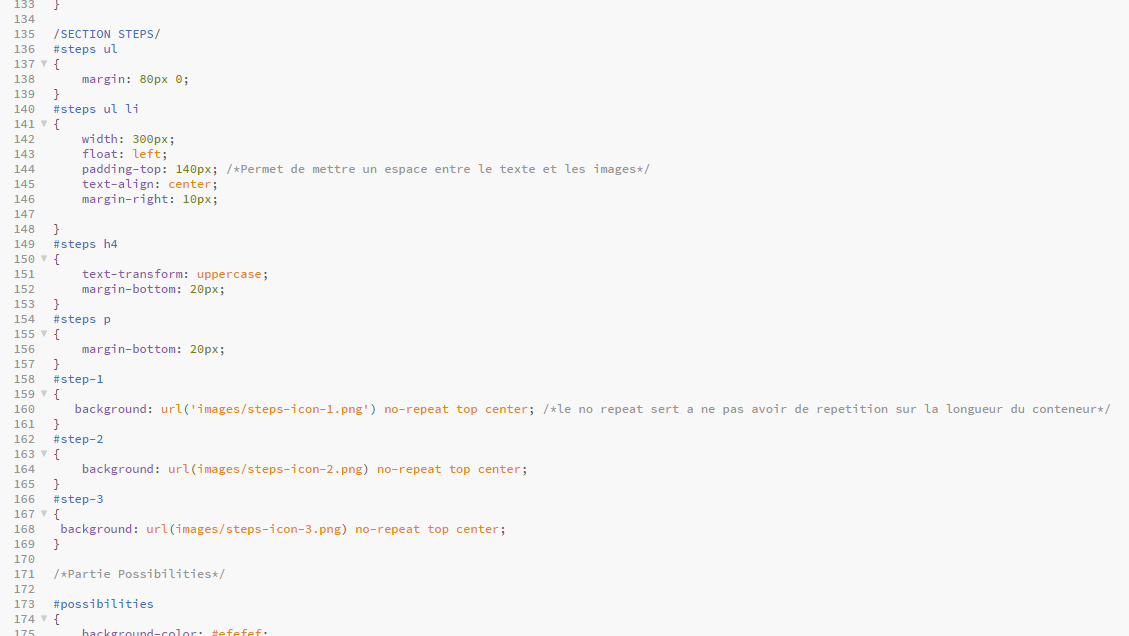 133 }
134
135 /SECTION STEPS/
136 #steps ul
137 {
138 margin: 80px 0;
139 }
140 #steps ul li
141 {
142 width: 300px;
143 float: left;
144 padding-top: 140px; /*Permet de mettre un espace entre le texte et les images*/
145 text-align: center;
146 margin-right: 10px;
147
148 }
149 #steps h4
150 {
151 text-transform: uppercase;
152 margin-bottom: 20px;
153 }
154 #steps p
155 {
156 margin-bottom: 20px;
157 }
158 #step-1
159 {
160 background: url('images/steps-icon-1.png') no-repeat top center; /*le no repeat sert a ne pas avoir de repetition sur la longueur du conteneur*/
161 }
162 #step-2
163 {
164 background: url(images/steps-icon-2.png) no-repeat top center;
165 }
166 #step-3
167 {
168 background: url(images/steps-icon-3.png) no-repeat top center;
169 }
170
171 /*Partie Possibilities*/
172
173 #possibilities
174 {
175 background-color: #efefef;